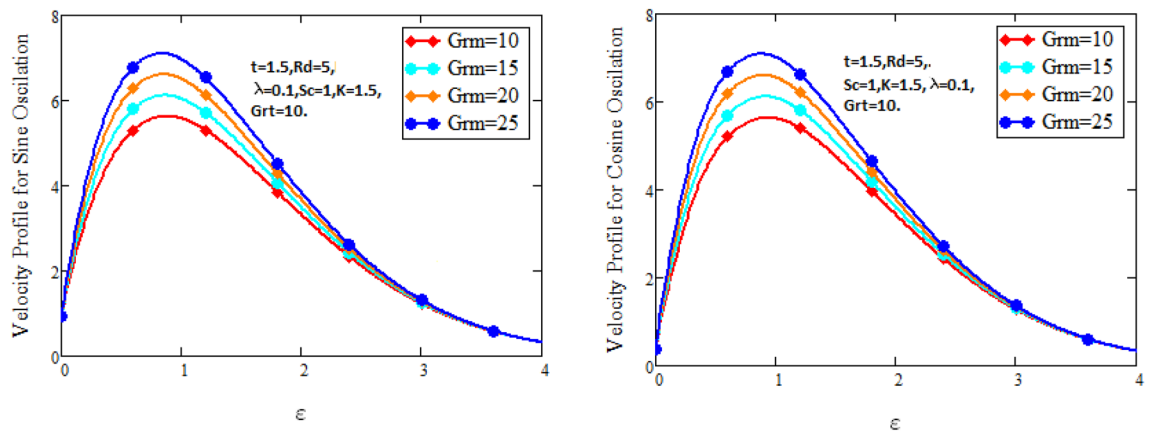 Velocity Profile for Sine Oscilation
8
6
4
2
0
t=1.5,Rd=5,
λ=0.1,Sc=1,K=1.5,
Grt=10.
Grm=10
Grm=15
Grm=20
Grm=25
0 1 2 3 4
ε
Velocity Profile for Cosine Oscilation
8
6
4
2
0
t=1.5,Rd=5,.
Sc=1,K=1.5, λ=0.1,
Grt=10.
Grm=10
Grm=15
Grm=20
Grm=25
0 1 2 3 4
ε